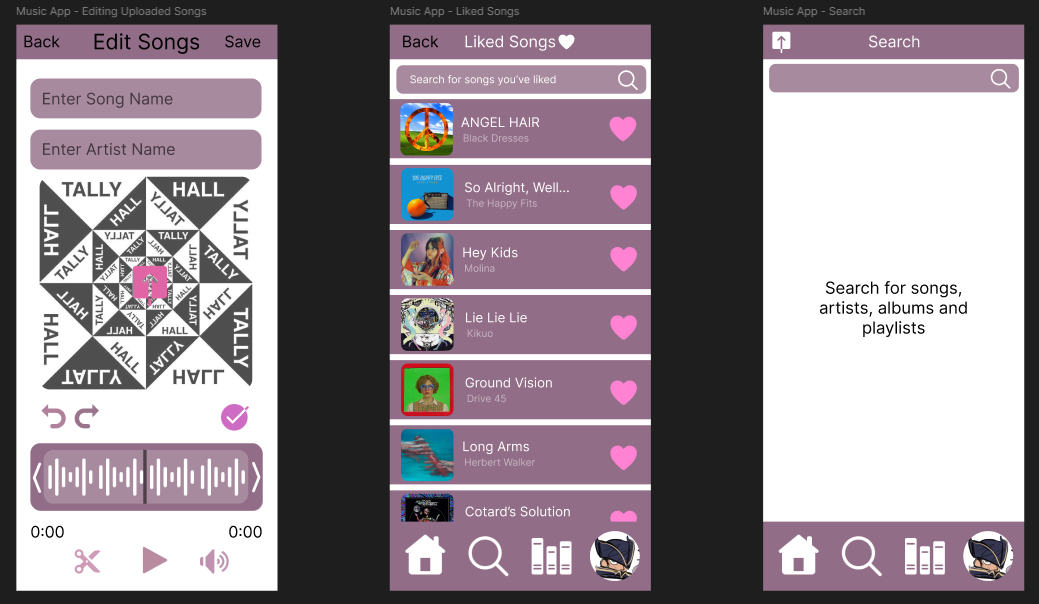 Music App - Editing Uploaded Songs
Back
Edit Songs
Save
Enter Song Name
Enter Artist Name
TALLY
HALL
TALLY
HALL
TALLY
HALL
TALLY
HALL
TALLY
HALL
TALLY
HALL
TALLY
HALL
TALLY
HALL
0:00
0:00
Music App - Liked Songs
Back
Liked Songs
Search for songs you've liked
ANGEL HAIR
Black Dresses
So Alright, Well...
The Happy Fits
Hey Kids
Molina
Lie Lie Lie
Kikuo
Ground Vision
Drive 45
Long Arms
Herbert Walker
Cotard's Solution
Music App - Search
Search
Search for songs,
artists, albums and
playlists